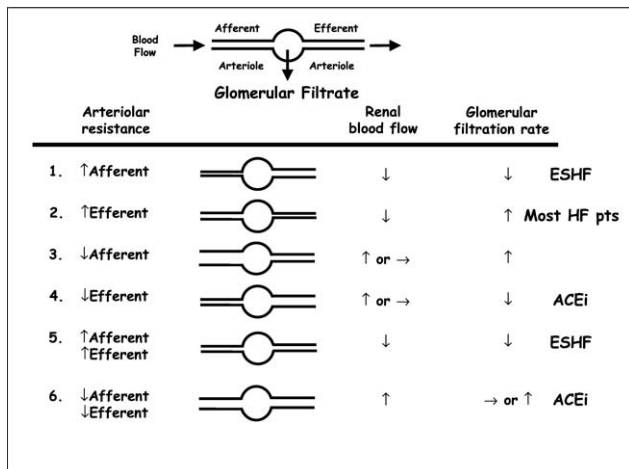 Afferent Efferent
Blood Flow
Arteriole Arteriole
Glomerular Filtrate
Arteriolar resistance Renal blood flow Glomerular filtration rate
1. ↑Afferent ↓ ↓ ESHF
2. ↑Efferent ↓ ↑ Most HF pts
3. ↓Afferent ↑ or → ↑
4. ↓Efferent ↑ or → ↓ ACEi
5. ↑Afferent ↓ ↓ ESHF
↑Efferent
6. ↓Afferent ↑ → or ↑ ACEi
↓Efferent